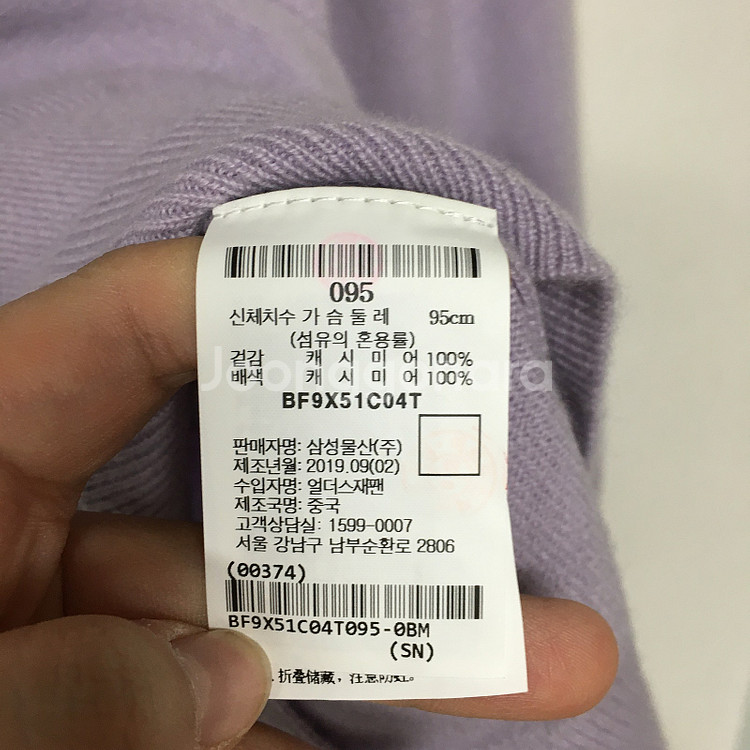 095
신체치수 가 슴 둘 레 95cm
(섬유의 혼용률)
겉감 캐 시 미 어 100%
배색 캐 시 미 어 100%
BF9X51C04T
판매자명: 삼성물산(주)
제조년월: 2019.09(02)
수입자명: 얼더스재팬
제조국명: 중국
고객상담실: 1599-0007
서울 강남구 남부순환로 2806
(00374)
BF9X51C04T095-0BM
(SN)
折叠储藏，注意
Joonggonara